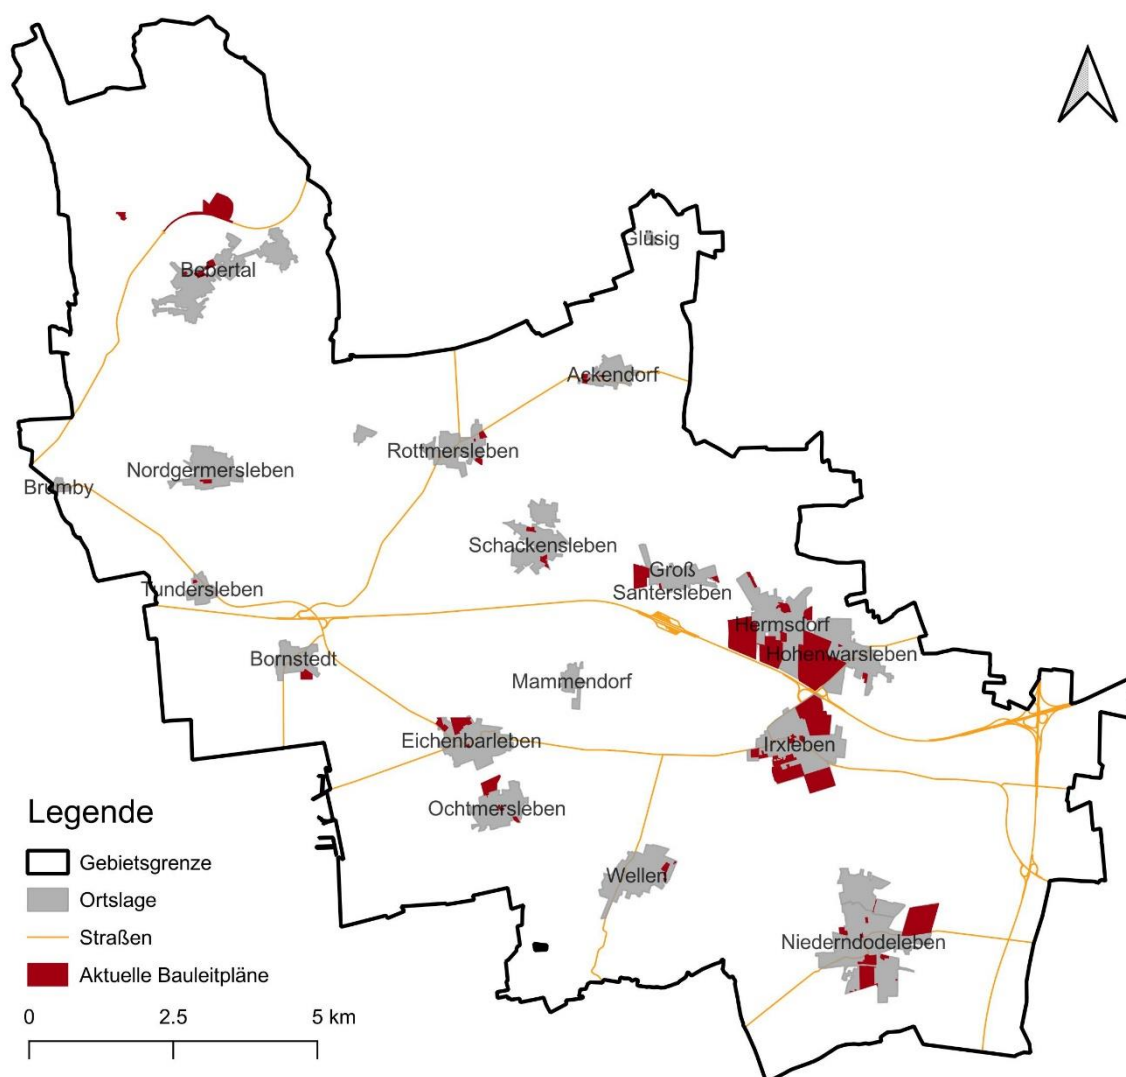 Glüsig
Bebertal
Ackendorf
Rottmersleben
Nordgermersleben
Brumby
Schackensleben
Groß
Santersleben
Tundersleben
Hermsdorf
Hohenwarsleben
Bornstedt
Mammendorf
Eichenbarleben
Irxleben
Ochtmersleben
Wellen
Niederndodeleben
Legende
Gebietsgrenze
Ortslage
Straßen
Aktuelle Bauleitpläne
0 2.5 5 km